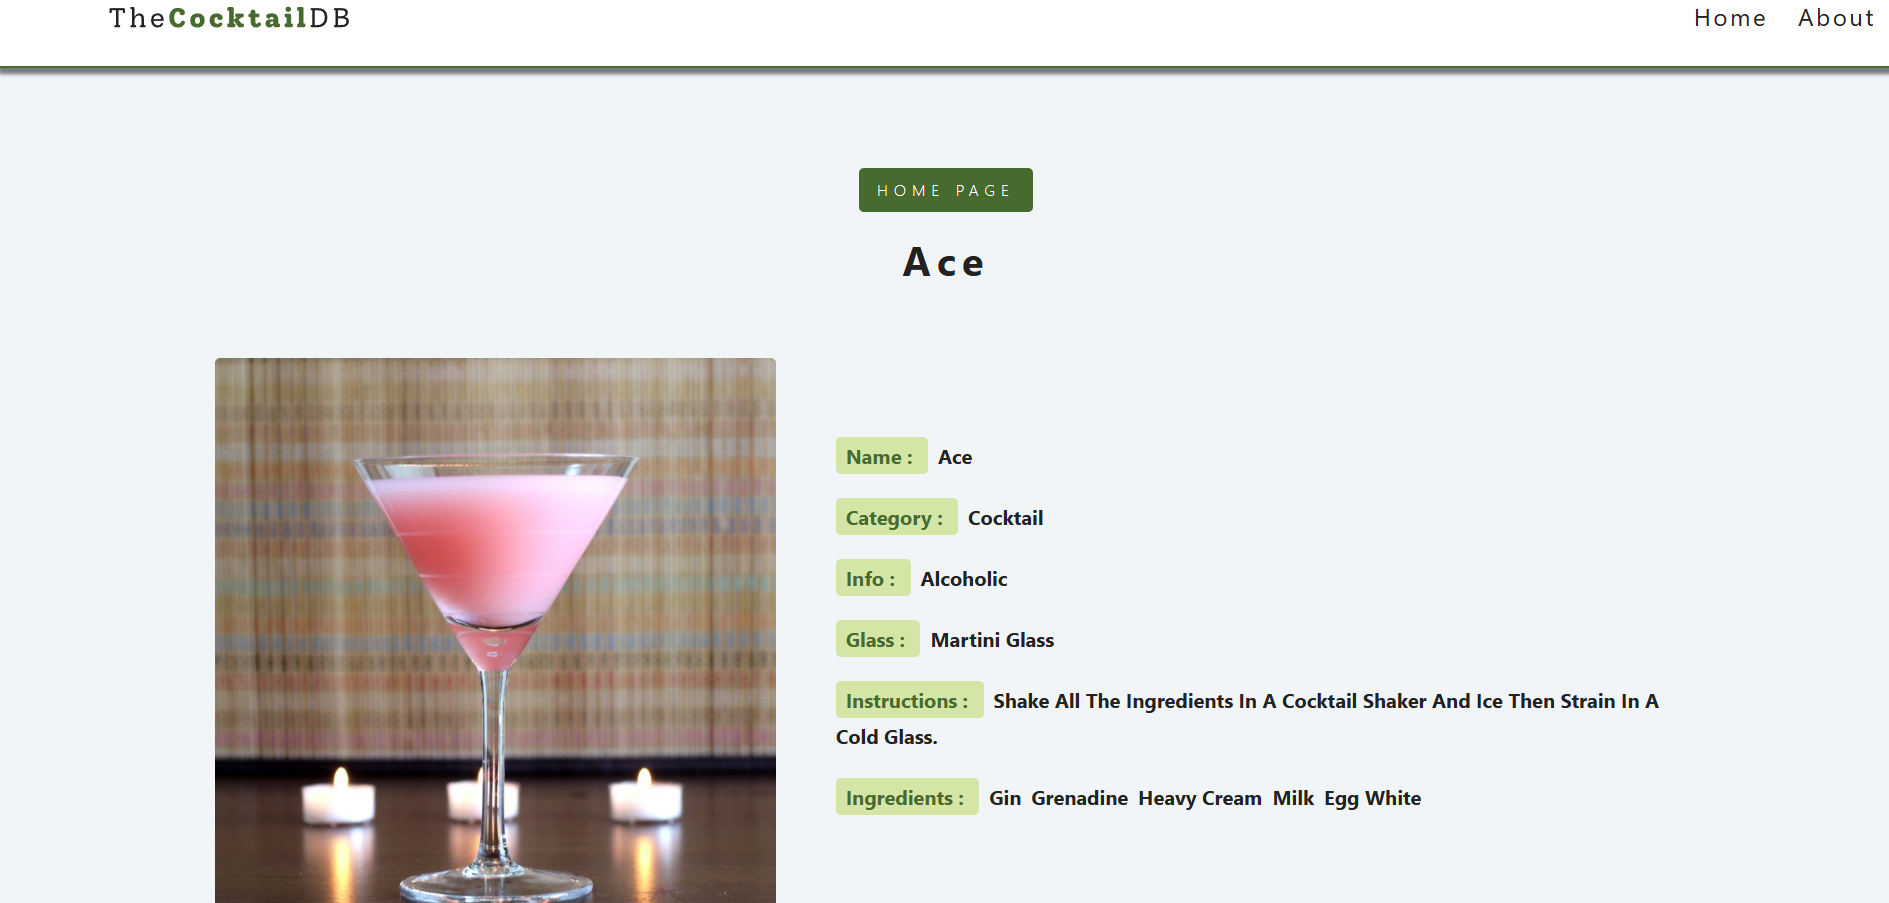 TheCocktailDB
Home About
HOME PAGE
Ace
Name : Ace
Category : Cocktail
Info : Alcoholic
Glass : Martini Glass
Instructions : Shake All The Ingredients In A Cocktail Shaker And Ice Then Strain In A
Cold Glass.
Ingredients : Gin Grenadine Heavy Cream Milk Egg White